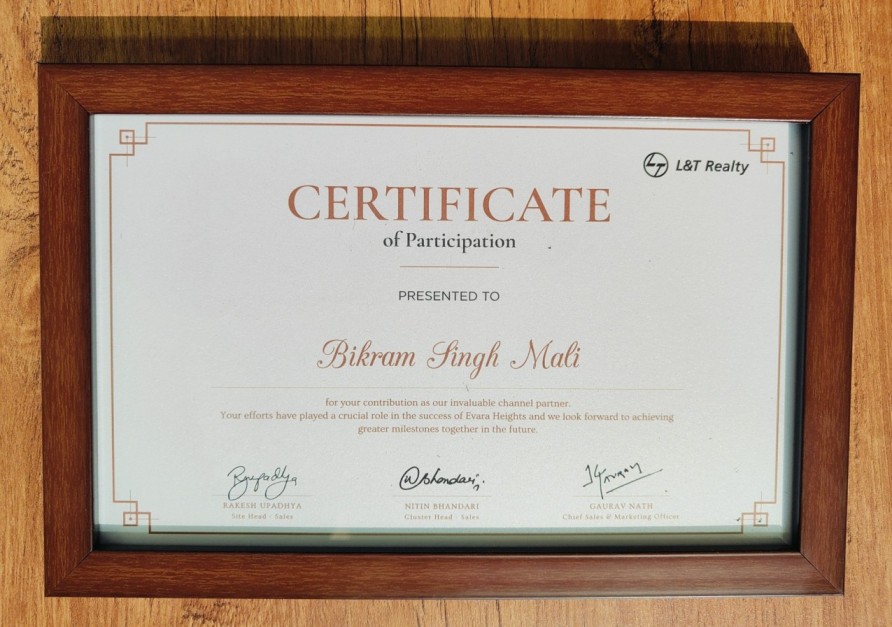 L&T Realty
CERTIFICATE
of Participation
PRESENTED TO
Bikram Singh Mali
for your contribution as our invaluable channel partner.
Your efforts have played a crucial role in the success of Evara Heights and we look forward to achieving
greater milestones together in the future.
RAKESH UPADHYA
NITIN BHANDARI
GAURAV NATH
Site Head - Sales
Cluster Head - Sales
Chief Sales & Marketing Officer